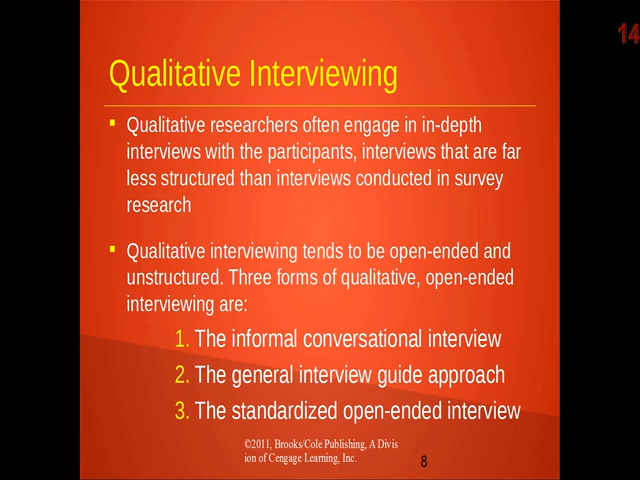 14
Qualitative Interviewing
Qualitative researchers often engage in in-depth
interviews with the participants, interviews that are far
less structured than interviews conducted in survey
research
Qualitative interviewing tends to be open-ended and
unstructured. Three forms of qualitative, open-ended
interviewing are:
1. The informal conversational interview
2. The general interview guide approach
3. The standardized open-ended interview
©2011, Brooks/Cole Publishing, A Divis
ion of Cengage Learning, Inc.
8